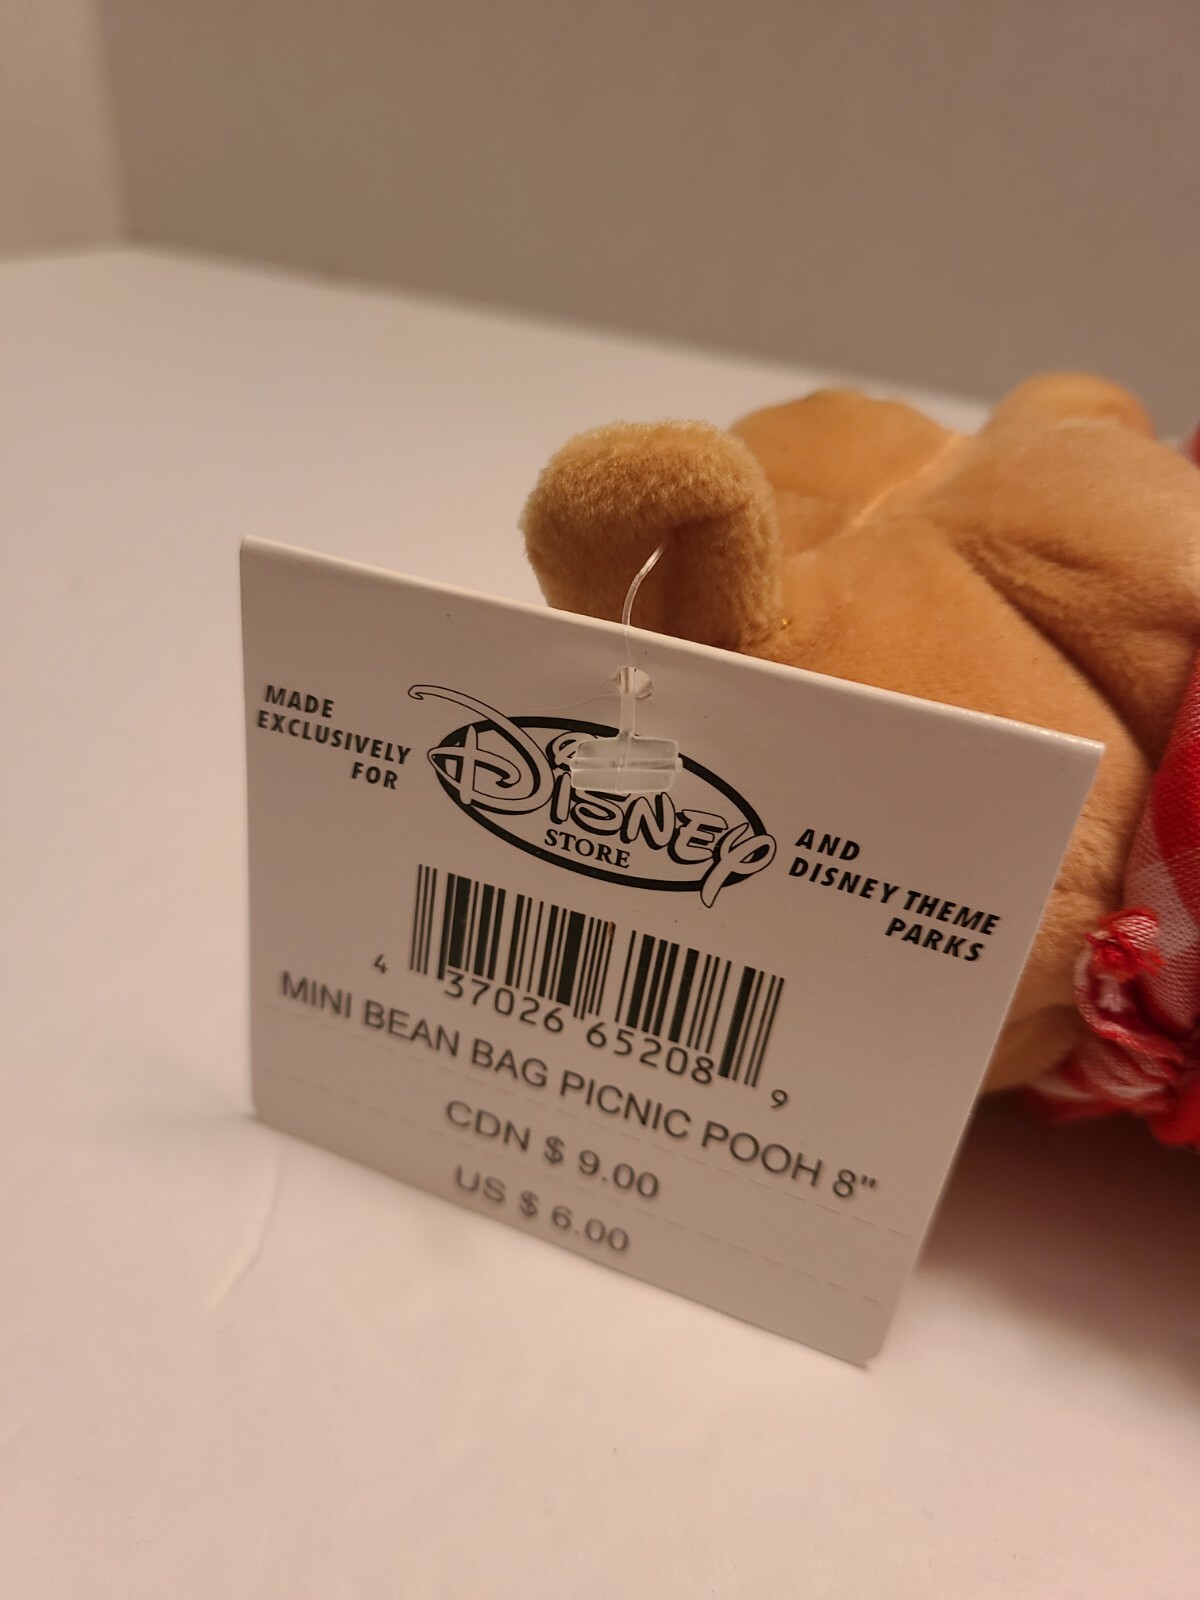 MADE
EXCLUSIVELY
FOR
DISNEY
STORE
AND
DISNEY THEME
PARKS
4 37026 65208 9
MINI BEAN BAG PICNIC POOH 8"
CDN $ 9.00
US $ 6.00